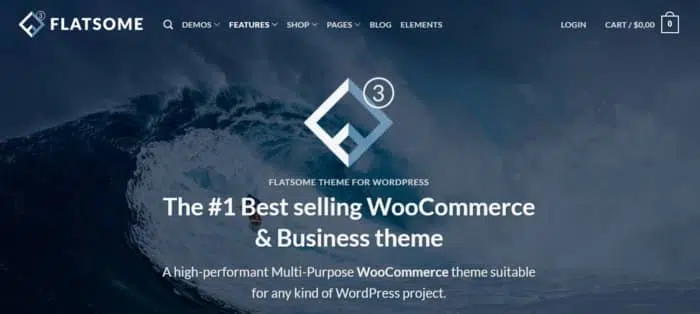 FLATSOME
DEMOS FEATURES SHOP PAGES BLOG ELEMENTS
LOGIN CART / $0,00 0
3
FLATSOME THEME FOR WORDPRESS
The #1 Best selling WooCommerce
& Business theme
A high-performant Multi-Purpose WooCommerce theme suitable
for any kind of WordPress project.